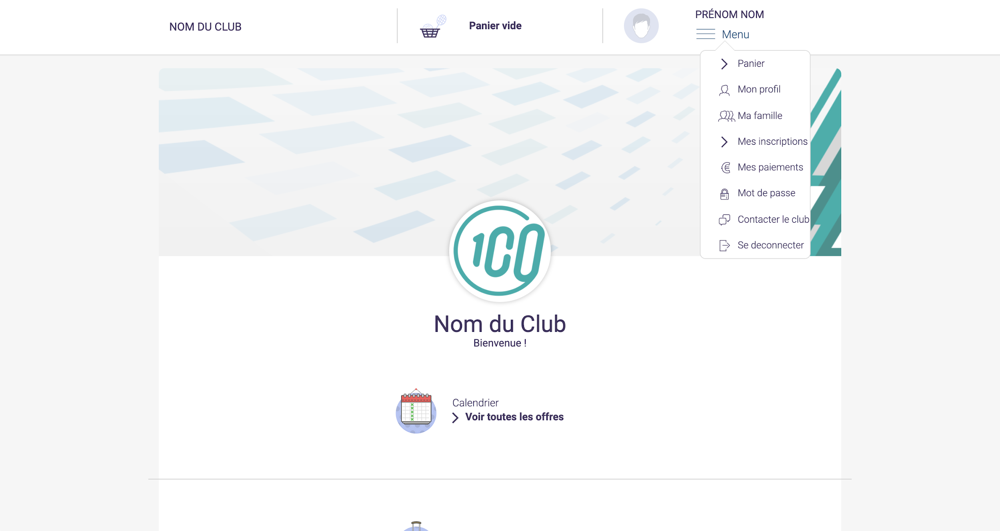 NOM DU CLUB
Panier vide
PRÉNOM NOM
Menu
Panier
Mon profil
Ma famille
Mes inscriptions
Mes paiements
Mot de passe
Contacter le club
Se deconnecter
1CO
Nom du Club
Bienvenue !
Calendrier
Voir toutes les offres